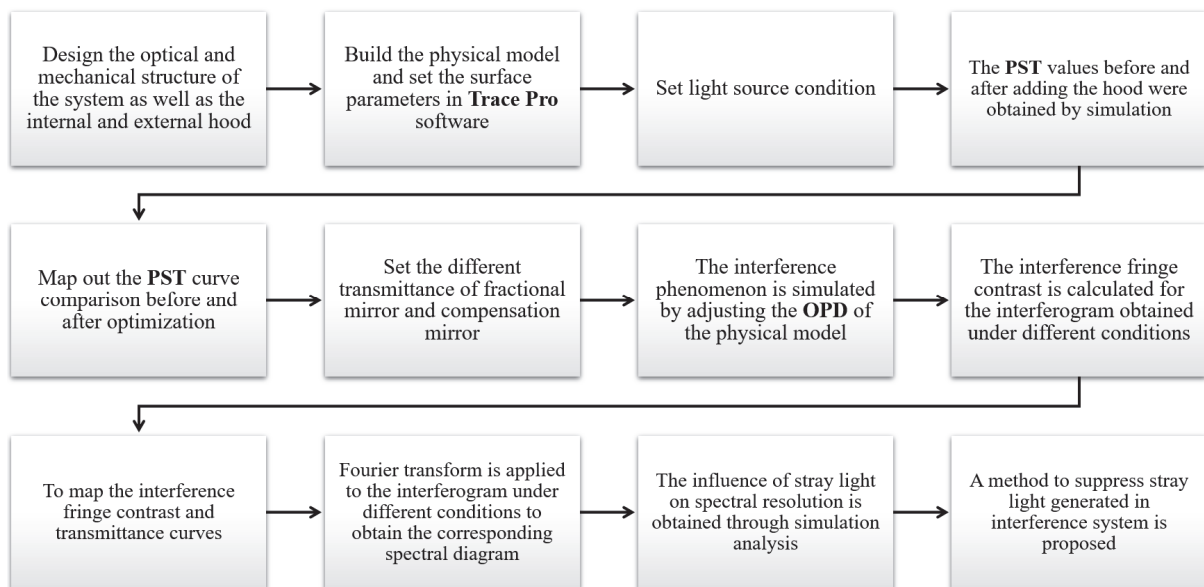 Design the optical and
mechanical structure of
the system as well as the
internal and external hood
Build the physical model
and set the surface
parameters in Trace Pro
software
Set light source condition
The PST values before and
after adding the hood were
obtained by simulation
Map out the PST curve
comparison before and
after optimization
Set the different
transmittance of fractional
mirror and compensation
mirror
The interference
phenomenon is simulated
by adjusting the OPD of
the physical model
The interference fringe
contrast is calculated for
the interferogram obtained
under different conditions
To map the interference
fringe contrast and
transmittance curves
Fourier transform is applied
to the interferogram under
different conditions to
obtain the corresponding
spectral diagram
The influence of stray light
on spectral resolution is
obtained through simulation
analysis
A method to suppress stray
light generated in
interference system is
proposed